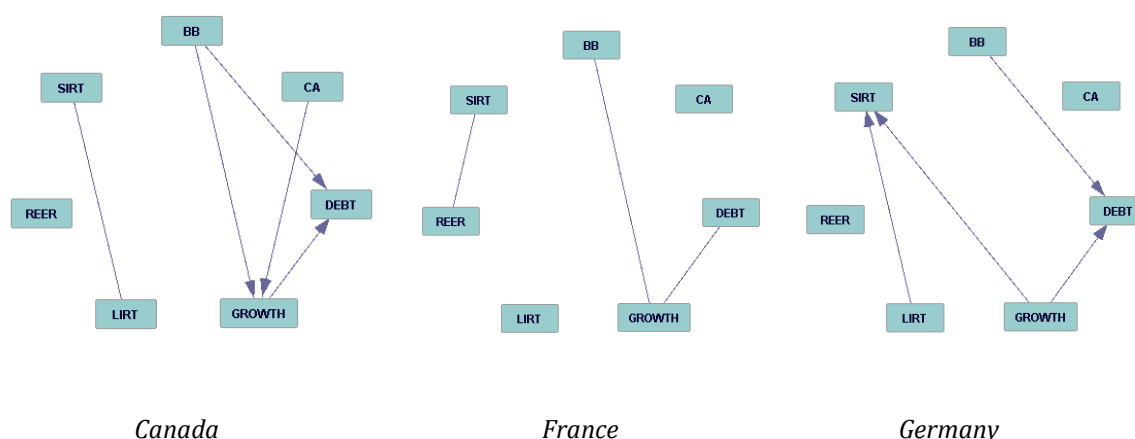 BB
SIRT
CA
REER
DEBT
LIRT
GROWTH
BB
SIRT
CA
REER
DEBT
LIRT
GROWTH
BB
SIRT
CA
REER
DEBT
LIRT
GROWTH
Canada
France
Germany